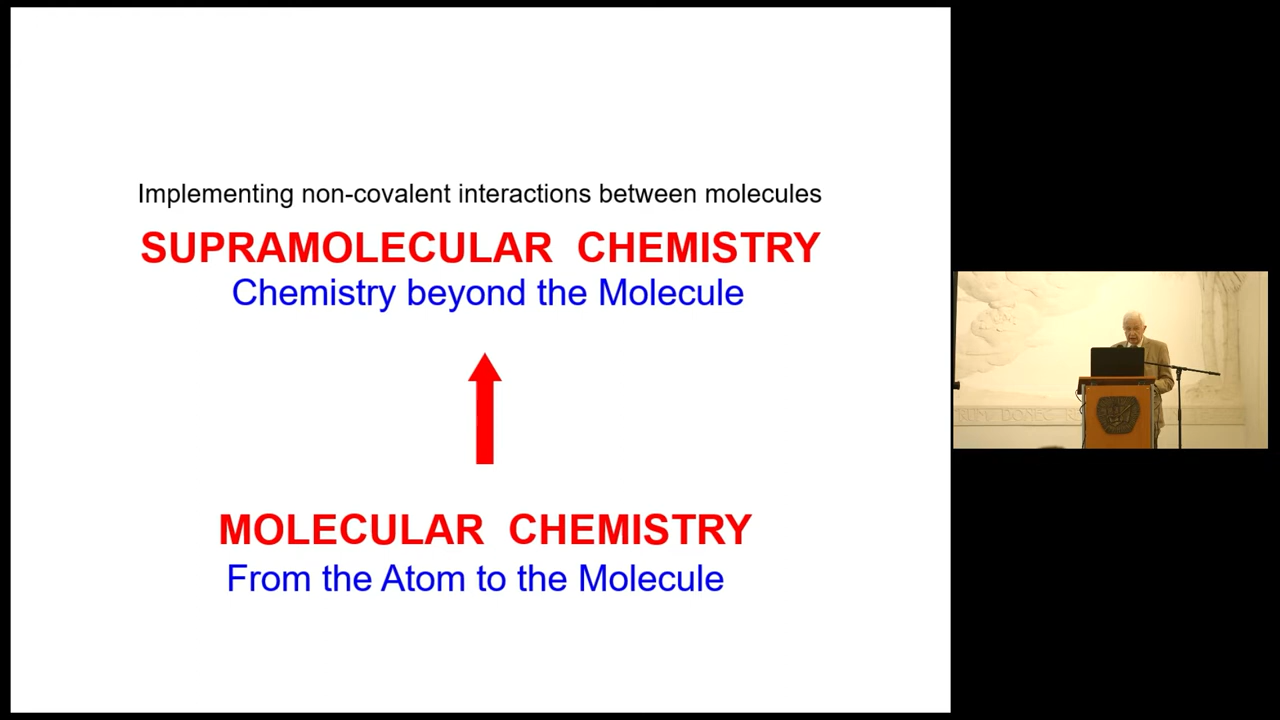 Implementing non-covalent interactions between molecules
SUPRAMOLECULAR CHEMISTRY
Chemistry beyond the Molecule
MOLECULAR CHEMISTRY
From the Atom to the Molecule
DONEC